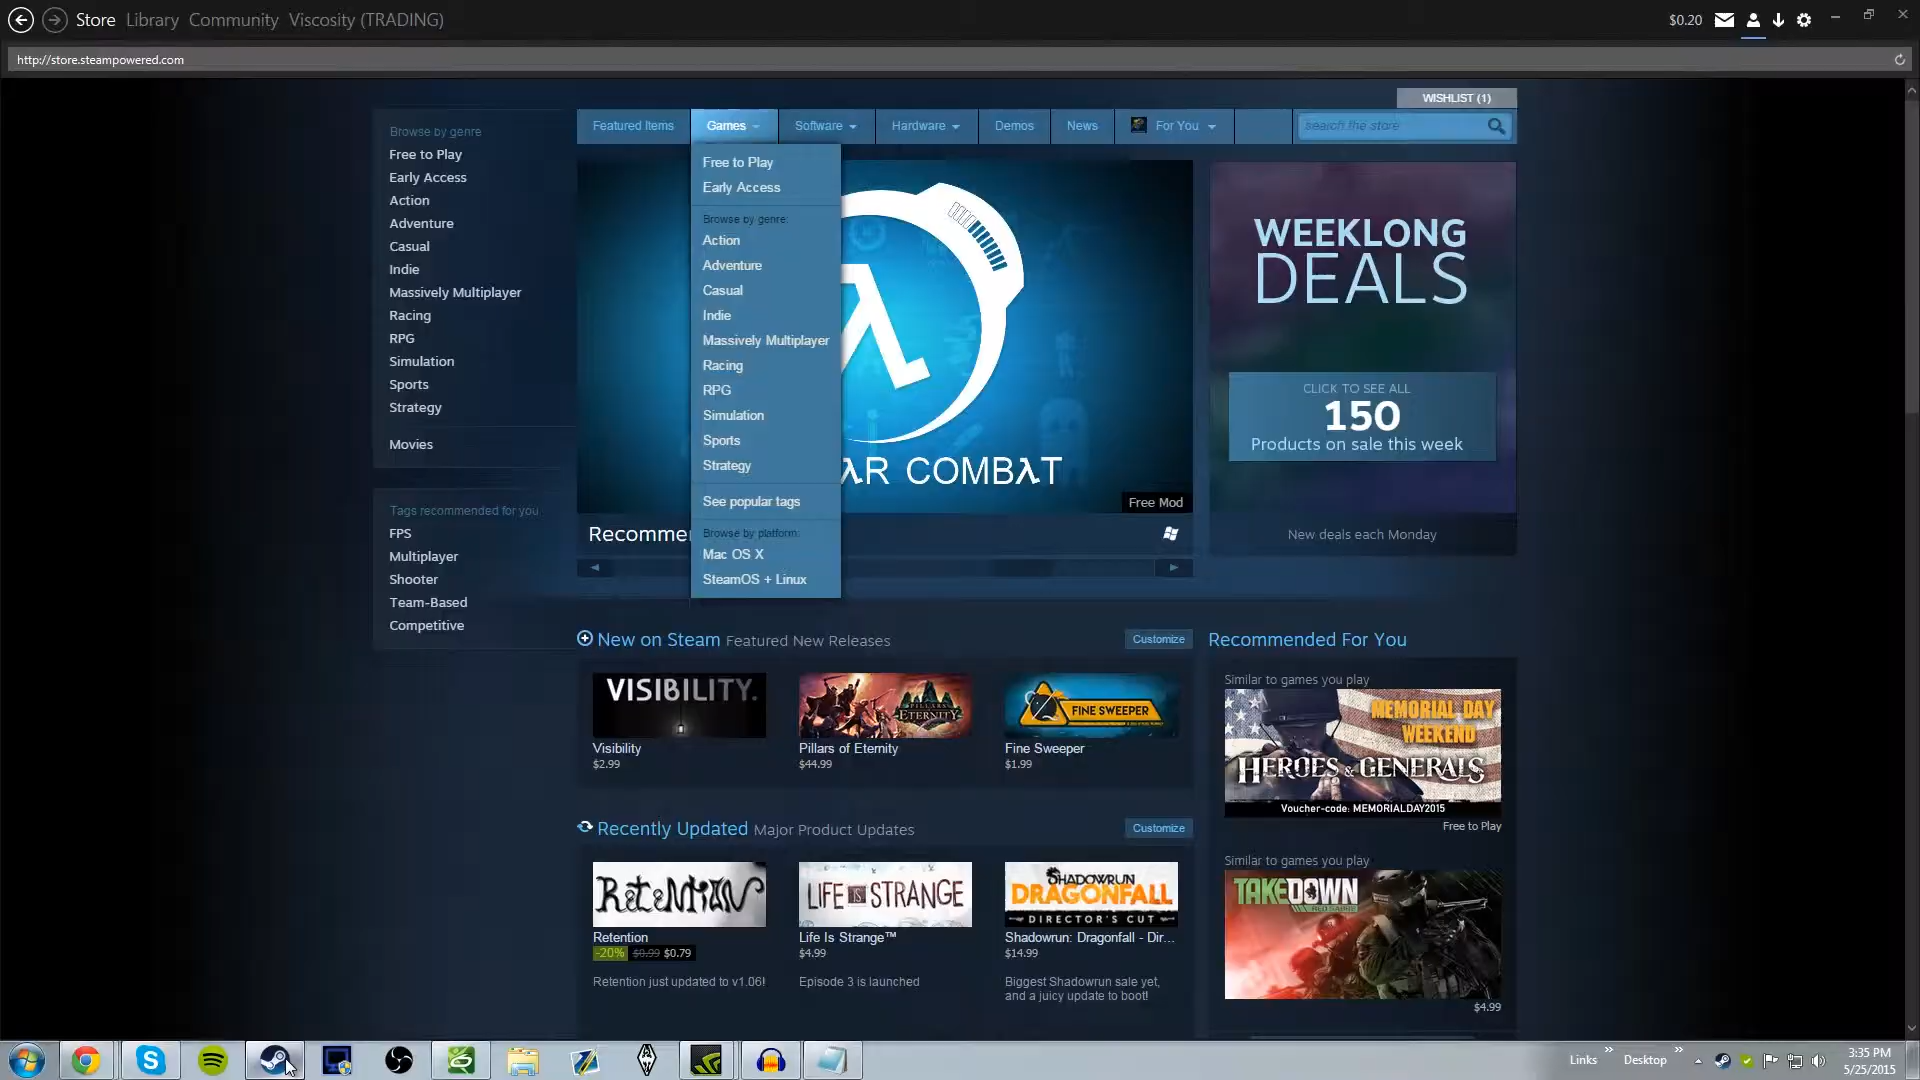 Store Library Community Viscosity (TRADING)
$0.20
http://store.steampowered.com
WISHLIST (1)
Featured Items Games Software Hardware Demos News For You
search the store
Browse by genre
Free to Play
Early Access
Action
Adventure
Casual
Indie
Massively Multiplayer
Racing
RPG
Simulation
Sports
Strategy
Movies
Tags recommended for you
FPS
Multiplayer
Shooter
Team-Based
Competitive
Free to Play
Early Access
Browse by genre:
Action
Adventure
Casual
Indie
Massively Multiplayer
Racing
RPG
Simulation
Sports
Strategy
See popular tags
Browse by platform:
Mac OS X
SteamOS + Linux
λR COMBλT
Free Mod
Recomme
WEEKLONG
DEALS
CLICK TO SEE ALL
150
Products on sale this week
New deals each Monday
New on Steam Featured New Releases
Customize
VISIBILITY.
Visibility
$2.99
PILLARS OF
ETERNITY
Pillars of Eternity
$44.99
FINE SWEEPER
Fine Sweeper
$1.99
Recently Updated Major Product Updates
Customize
RETENTION
Retention
-20% $0.99 $0.79
Retention just updated to v1.06!
LIFE IS STRANGE
Life Is Strange™
$4.99
Episode 3 is launched
SHADOWRUN
DRAGONFALL
DIRECTOR'S CUT
Shadowrun: Dragonfall - Dir...
$14.99
Biggest Shadowrun sale yet,
and a juicy update to boot!
Recommended For You
Similar to games you play
MEMORIAL DAY
WEEKEND
HEROES & GENERALS
Voucher-code: MEMORIALDAY2015
Free to Play
Similar to games you play
TAKEDOWN
RED SABRE
$4.99
Links
Desktop
3:35 PM
5/25/2015